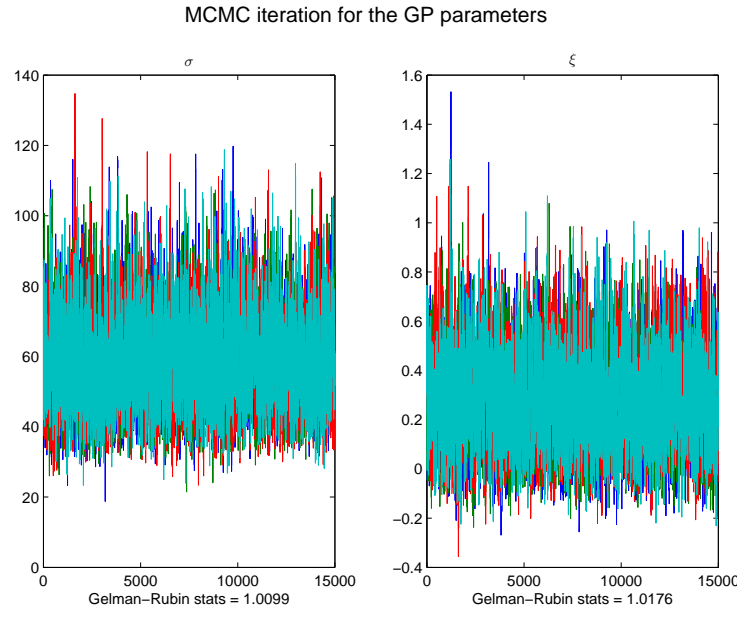 MCMC iteration for the GP parameters
σ
140
120
100
80
60
40
20
0
0 5000 10000 15000
Gelman−Rubin stats = 1.0099
ξ
1.6
1.4
1.2
1
0.8
0.6
0.4
0.2
0
−0.2
−0.4
0 5000 10000 15000
Gelman−Rubin stats = 1.0176